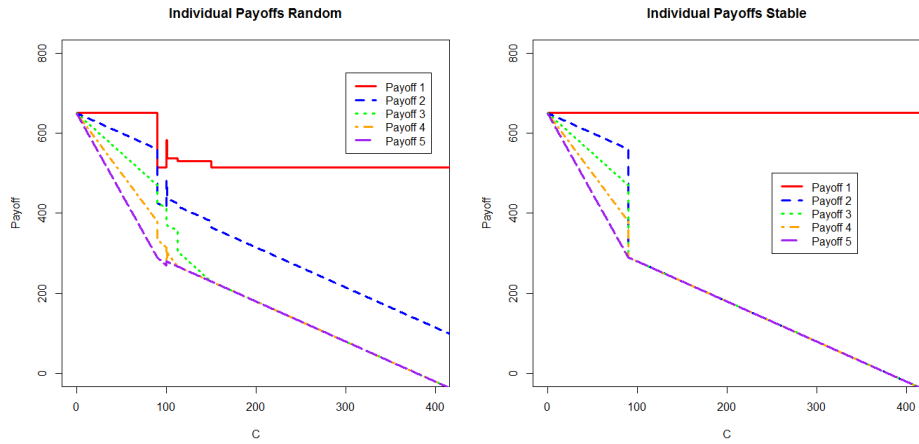 Individual Payoffs Random
800
600
400
200
0
Payoff
Payoff 1
Payoff 2
Payoff 3
Payoff 4
Payoff 5
0 100 200 300 400
C
Individual Payoffs Stable
800
600
400
200
0
Payoff
Payoff 1
Payoff 2
Payoff 3
Payoff 4
Payoff 5
0 100 200 300 400
C